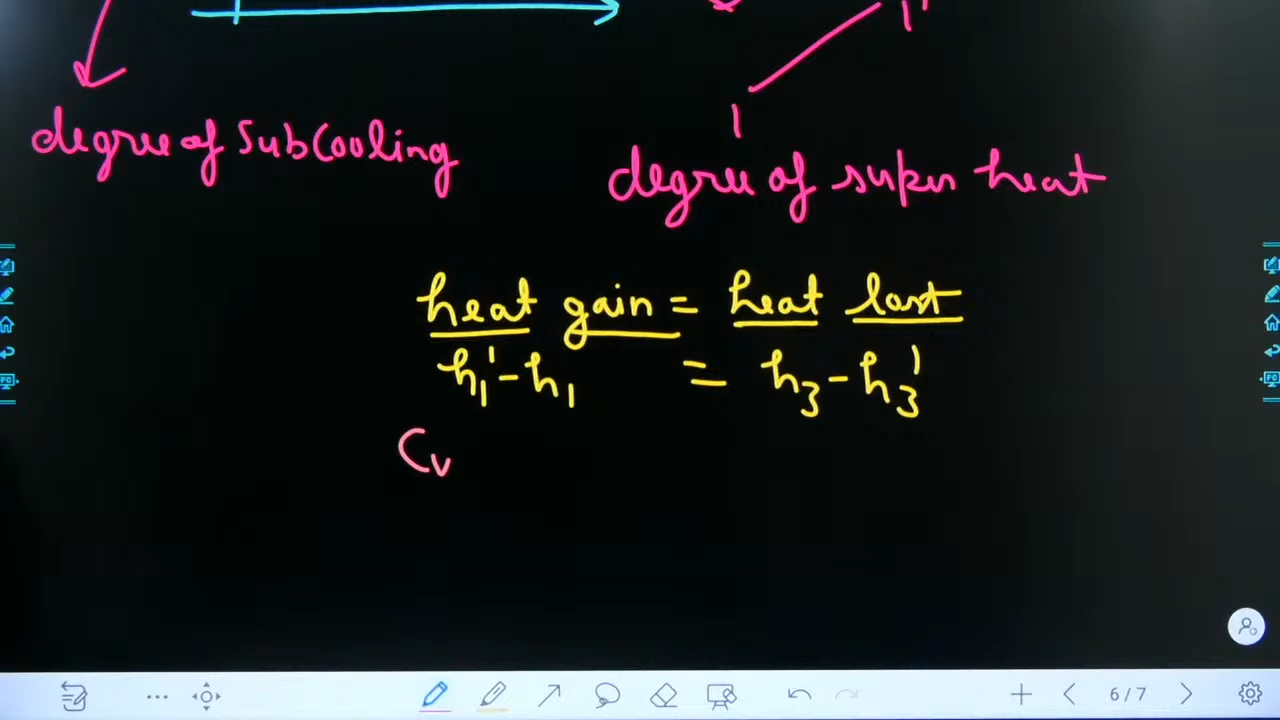 1'
1
degree of subcooling
degree of super heat
heat gain = heat lost
h₁' - h₁ = h₃ - h₃'
Cv
6/7